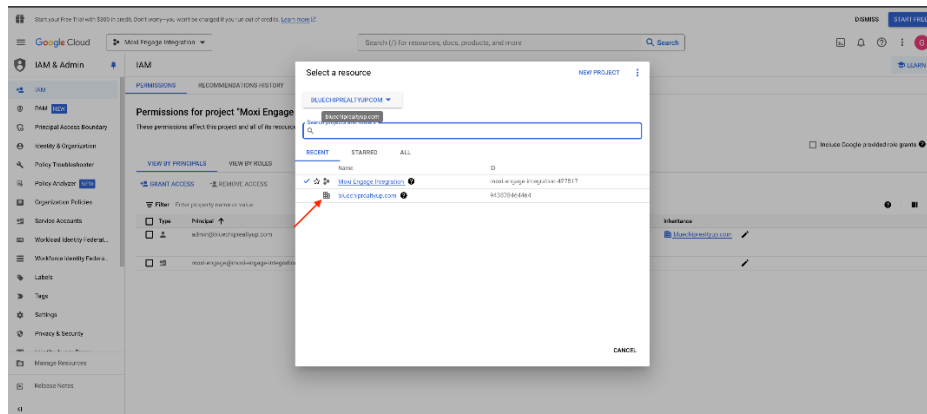 Start your Free Trial with $300 in credit. Don't worry—you won't be charged if you run out of credits. Learn more
DISMISS
START FREE
Google Cloud
Moxi Engage Integration
Search (/) for resources, docs, products, and more
Search
IAM & Admin
IAM
LEARN
IAM
PAM NEW
Principal Access Boundary
Identity & Organization
Policy Troubleshooter
Policy Analyzer NEW
Organization Policies
Service Accounts
Workload Identity Federat...
Workforce Identity Federa...
Labels
Tags
Settings
Privacy & Security
Manage Resources
Release Notes
PERMISSIONS
RECOMMENDATIONS HISTORY
Permissions for project "Moxi Engage
These permissions affect this project and all of its resource
Include Google-provided role grants
VIEW BY PRINCIPALS
VIEW BY ROLES
GRANT ACCESS
REMOVE ACCESS
Filter Enter property name or value
Type
Principal
Inheritance
admin@bluechiprealtyup.com
bluechiprealtyup.com
moxi-engage@moxi-engage-integration
Select a resource
NEW PROJECT
BLUECHIPREALTYUP.COM
bluechiprealtyup.com
Search projects and folders
RECENT
STARRED
ALL
Name
ID
Moxi Engage Integration
moxi-engage-integration-427517
bluechiprealtyup.com
943878464464
CANCEL